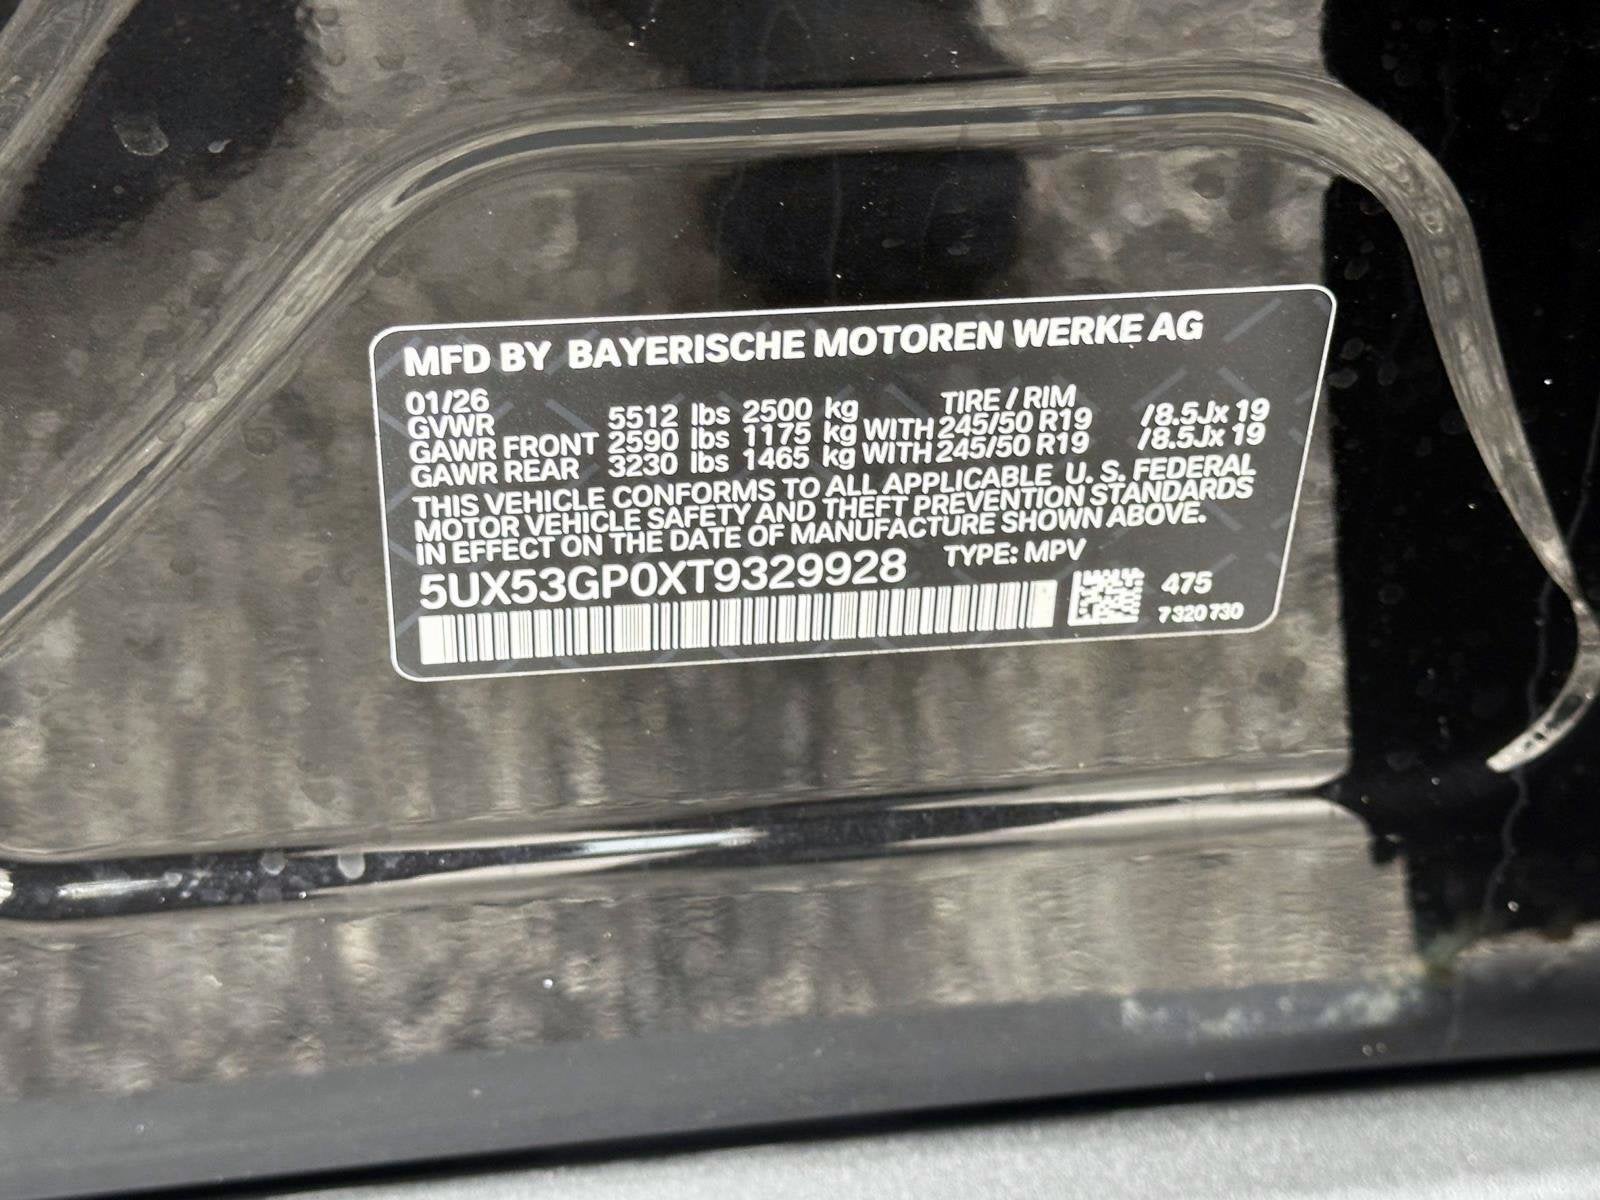 MFD BY BAYERISCHE MOTOREN WERKE AG
01/26 TIRE / RIM
GVWR 5512 lbs 2500 kg
GAWR FRONT 2590 lbs 1175 kg WITH 245/50 R19 /8.5Jx 19
GAWR REAR 3230 lbs 1465 kg WITH 245/50 R19 /8.5Jx 19
THIS VEHICLE CONFORMS TO ALL APPLICABLE U. S. FEDERAL
MOTOR VEHICLE SAFETY AND THEFT PREVENTION STANDARDS
IN EFFECT ON THE DATE OF MANUFACTURE SHOWN ABOVE.
5UX53GP0XT9329928 TYPE: MPV
475
7 320 730